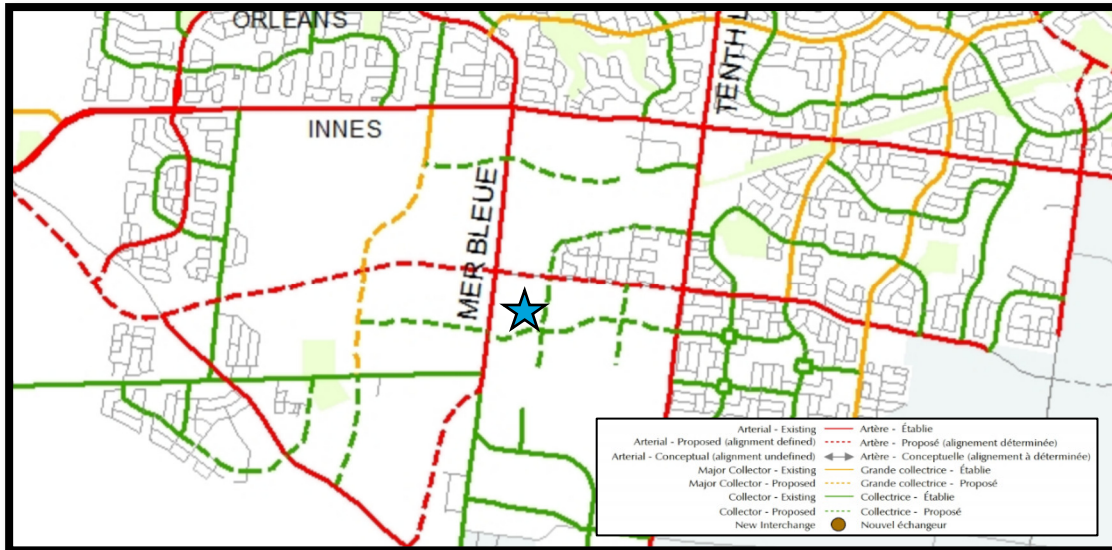 ORLEANS
INNES
MER BLEUE
TENTH
Arterial - Existing Artère - Établie
Arterial - Proposed (alignment defined) Artère - Proposé (alignement déterminée)
Arterial - Conceptual (alignment undefined) Artère - Conceptuelle (alignement à déterminée)
Major Collector - Existing Grande collectrice - Établie
Major Collector - Proposed Grande collectrice - Proposé
Collector - Existing Collectrice - Établie
Collector - Proposed Collectrice - Proposé
New Interchange Nouvel échangeur